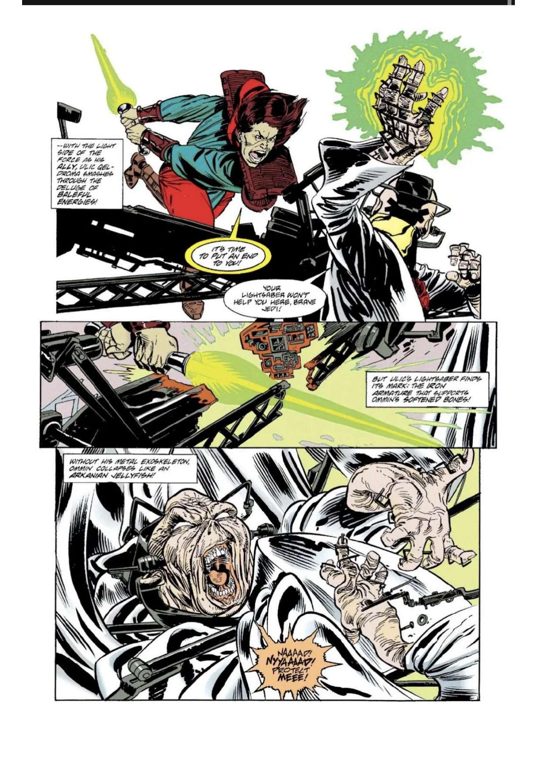 --WITH THE LIGHT
SIDE OF THE
FORCE AS HIS
ALLY, ULIC QEL-
DROMA SMASHES
THROUGH THE
DELUGE OF
BALEFUL
ENERGIES!
IT'S TIME
TO PUT AN END
TO YOU!
YOUR
LIGHTSABER WON'T
HELP YOU HERE, BRAVE
JEDI!
BUT ULIC'S LIGHTSABER FINDS
ITS MARK: THE IRON
ARMATURE THAT SUPPORTS
OMMIN'S SOFTENED BONES!
WITHOUT HIS METAL EXOSKELETON,
OMMIN COLLAPSES LIKE AN
ARKANIAN JELLYFISH!
NAAAAD!
NYYAAAAD!
PROTECT
MEEE!